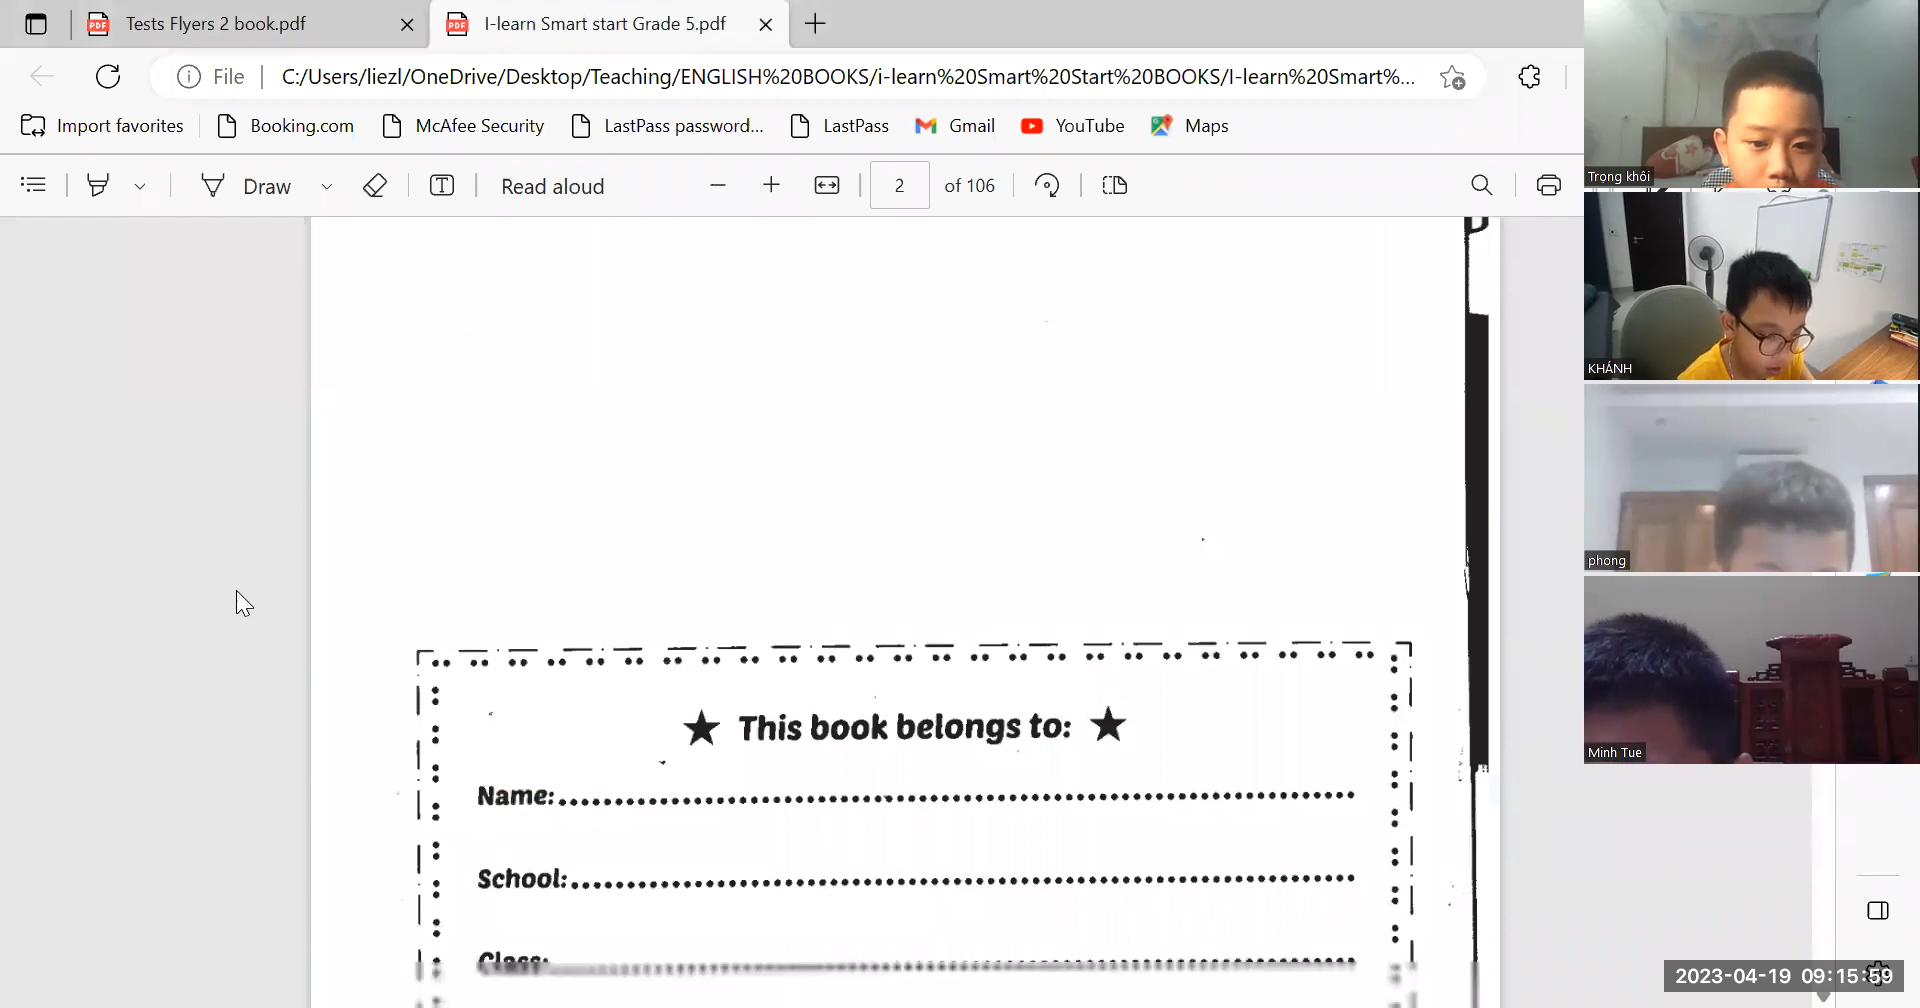 Tests Flyers 2 book.pdf
I-learn Smart start Grade 5.pdf
File
C:/Users/liezl/OneDrive/Desktop/Teaching/ENGLISH%20BOOKS/i-learn%20Smart%20Start%20BOOKS/I-learn%20Smart%...
Import favorites
Booking.com
McAfee Security
LastPass password...
LastPass
Gmail
YouTube
Maps
Draw
Read aloud
2
of 106
Trọng khôi
KHÁNH
phong
Minh Tue
This book belongs to:
Name:
School:
Class:
2023-04-19 09:15:59